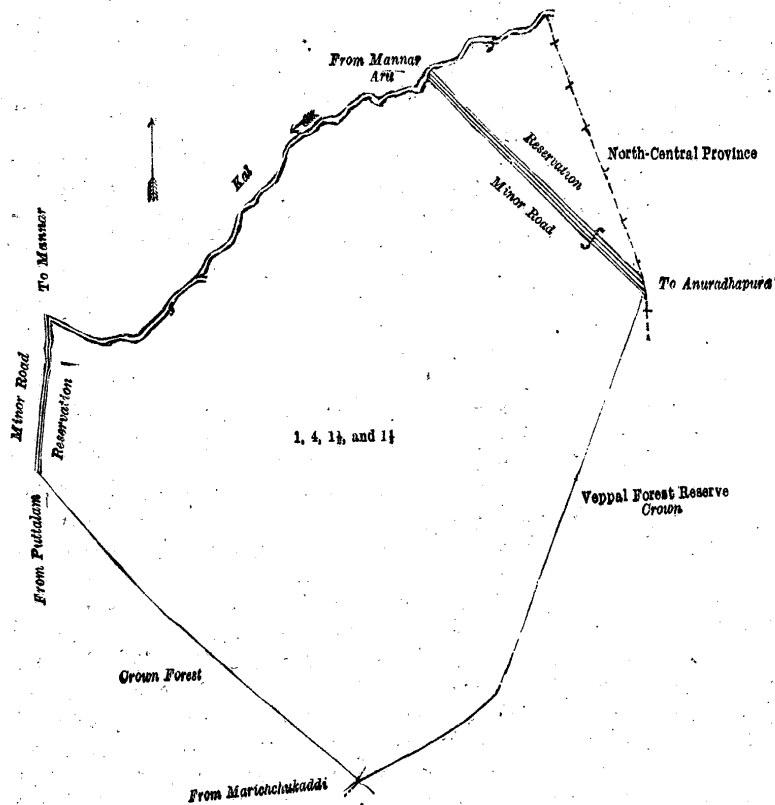 From Mannar
Aru
Kal
Reservation
Minor Road
North-Central Province
To Anuradhapura
To Mannar
Minor Road
Reservation
From Puttalam
1, 4, 1½, and 1¼
Veppal Forest Reserve
Crown
Crown Forest
From Marichchukaddi